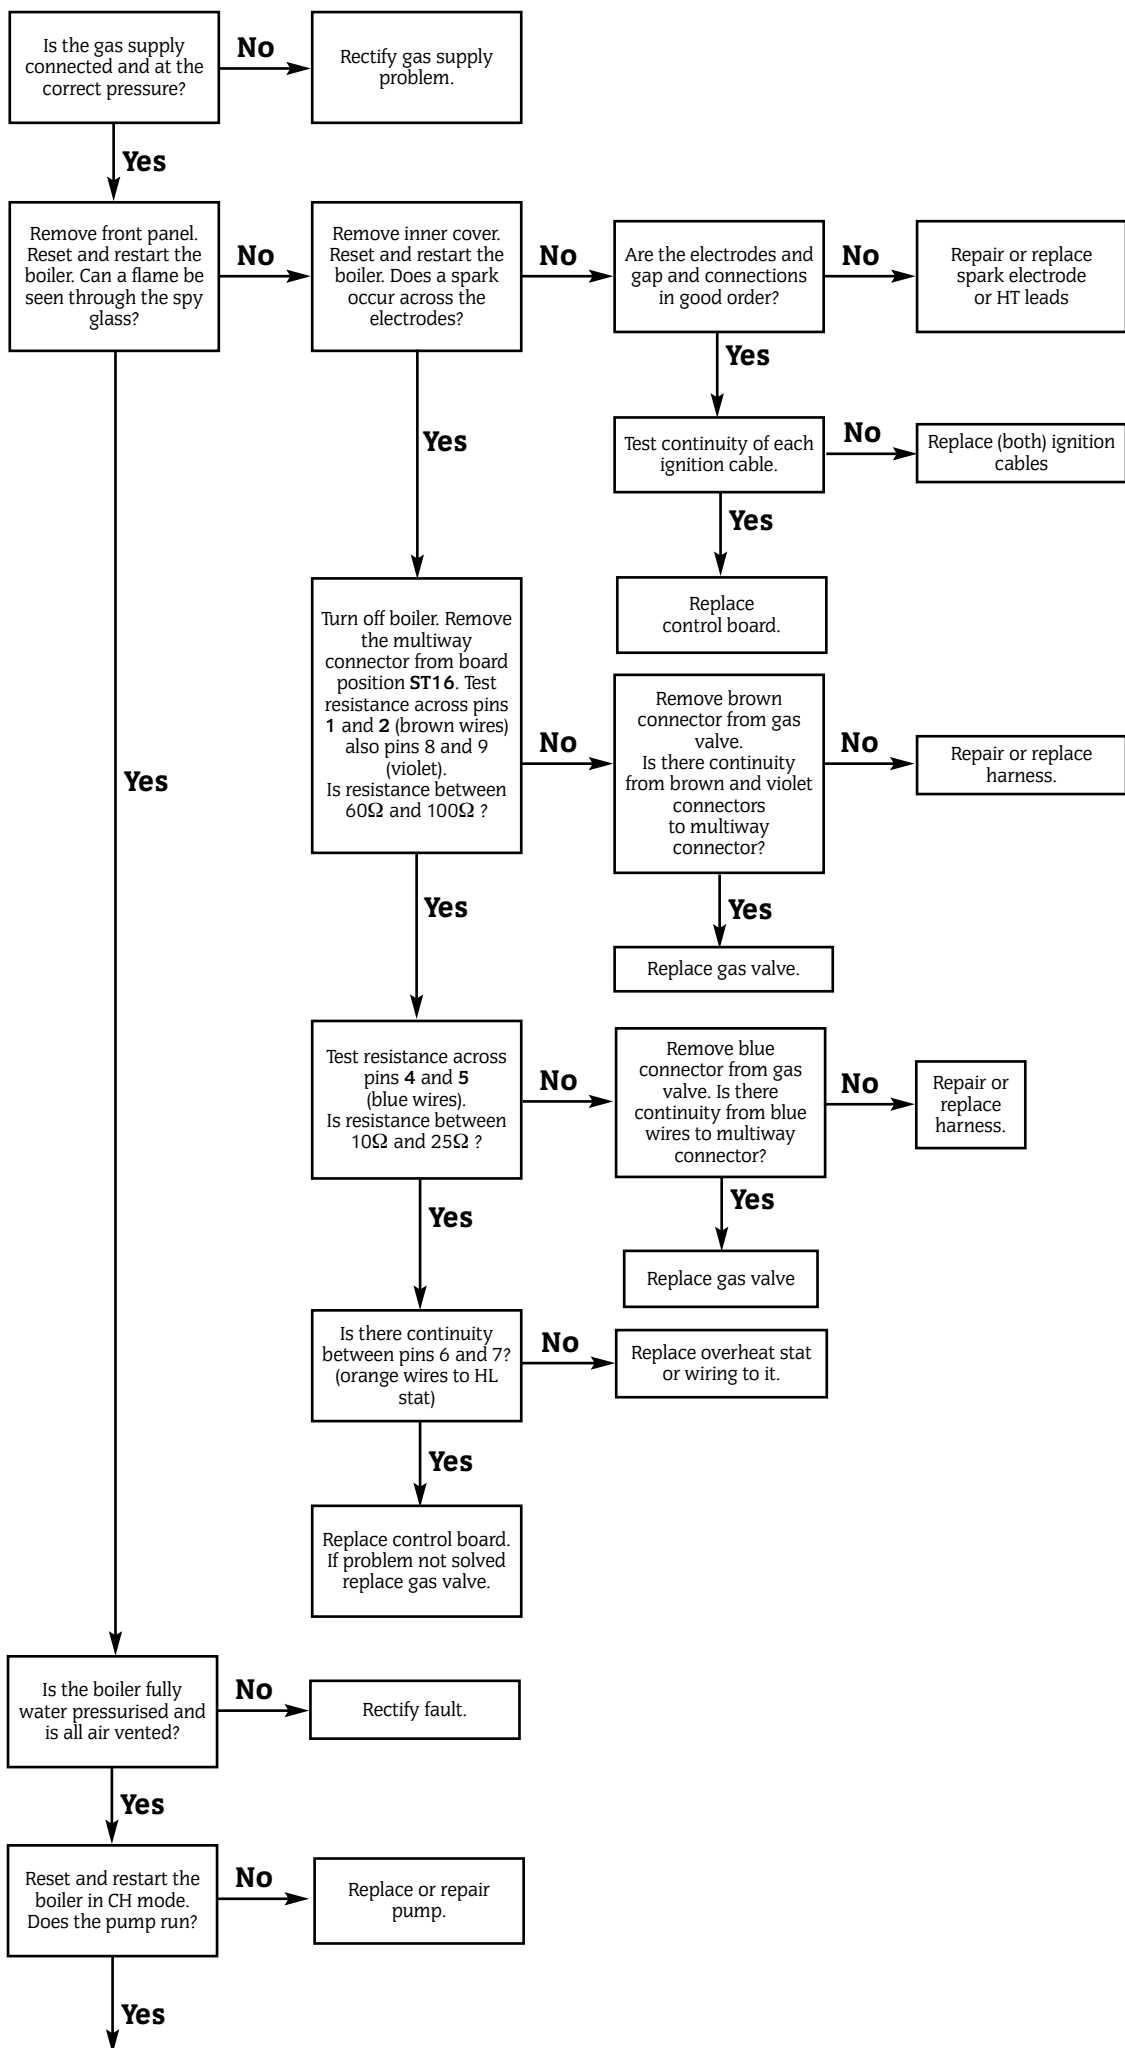 Is the gas supply
connected and at the
correct pressure?
No
Rectify gas supply
problem.
Yes
Remove front panel.
Reset and restart the
boiler. Can a flame be
seen through the spy
glass?
No
Remove inner cover.
Reset and restart the
boiler. Does a spark
occur across the
electrodes?
No
Are the electrodes and
gap and connections
in good order?
No
Repair or replace
spark electrode
or HT leads
Yes
Test continuity of each
ignition cable.
No
Replace (both) ignition
cables
Yes
Replace
control board.
Yes
Turn off boiler. Remove
the multiway
connector from board
position ST16. Test
resistance across pins
1 and 2 (brown wires)
also pins 8 and 9
(violet).
Is resistance between
60Ω and 100Ω ?
No
Remove brown
connector from gas
valve.
Is there continuity
from brown and violet
connectors
to multiway
connector?
No
Repair or replace
harness.
Yes
Replace gas valve.
Yes
Yes
Test resistance across
pins 4 and 5
(blue wires).
Is resistance between
10Ω and 25Ω ?
No
Remove blue
connector from gas
valve. Is there
continuity from blue
wires to multiway
connector?
No
Repair or
replace
harness.
Yes
Replace gas valve
Yes
Is there continuity
between pins 6 and 7?
(orange wires to HL
stat)
No
Replace overheat stat
or wiring to it.
Yes
Replace control board.
If problem not solved
replace gas valve.
Is the boiler fully
water pressurised and
is all air vented?
No
Rectify fault.
Yes
Reset and restart the
boiler in CH mode.
Does the pump run?
No
Replace or repair
pump.
Yes